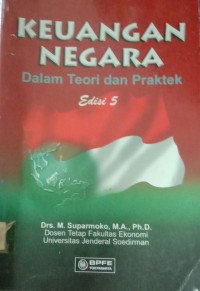 KEUANGAN
NEGARA
Dalam Teori dan Praktek
Edisi 5
Drs. M. Suparmoko, M.A., Ph.D.
Dosen Tetap Fakultas Ekonomi
Universitas Jenderal Soedirman
BPFE
YOGYAKARTA